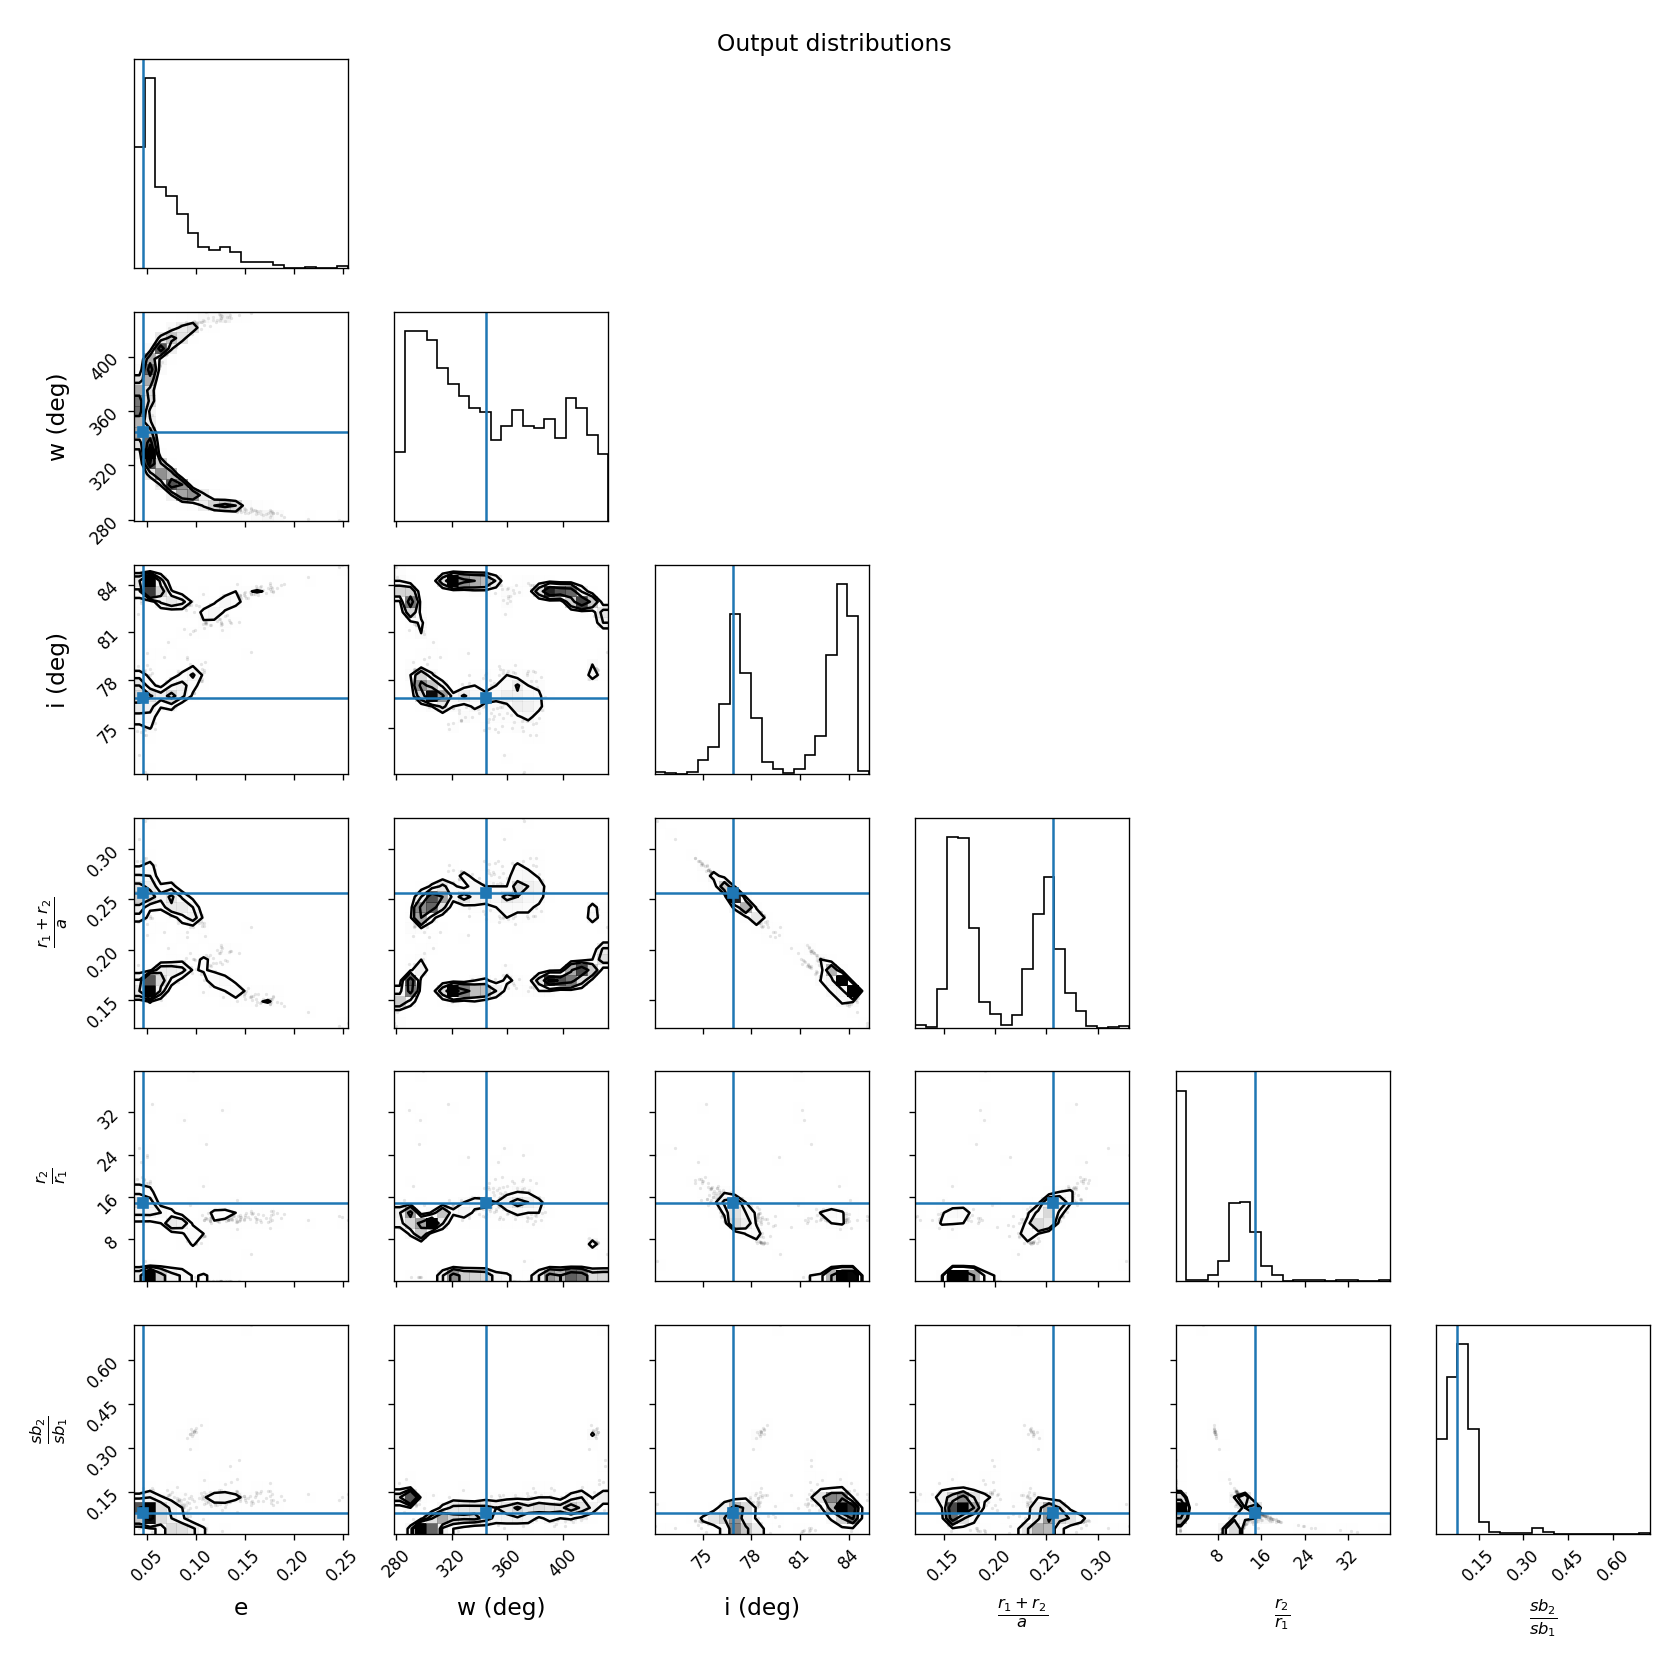 Output distributions
w (deg)
400
360
320
280
i (deg)
84
81
78
75
r₁ + r₂
a
0.30
0.25
0.20
0.15
r₂
r₁
32
24
16
8
sb₂
sb₁
0.60
0.45
0.30
0.15
0.05 0.10 0.15 0.20 0.25
280 320 360 400
75 78 81 84
0.15 0.20 0.25 0.30
8 16 24 32
0.15 0.30 0.45 0.60
e
w (deg)
i (deg)
r₁ + r₂
a
r₂
r₁
sb₂
sb₁